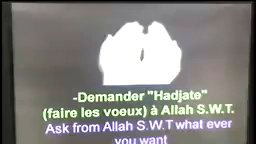 -Demander "Hadjate"
(faire les voeux) à Allah S.W.T.
Ask from Allah S.W.T what ever
you want